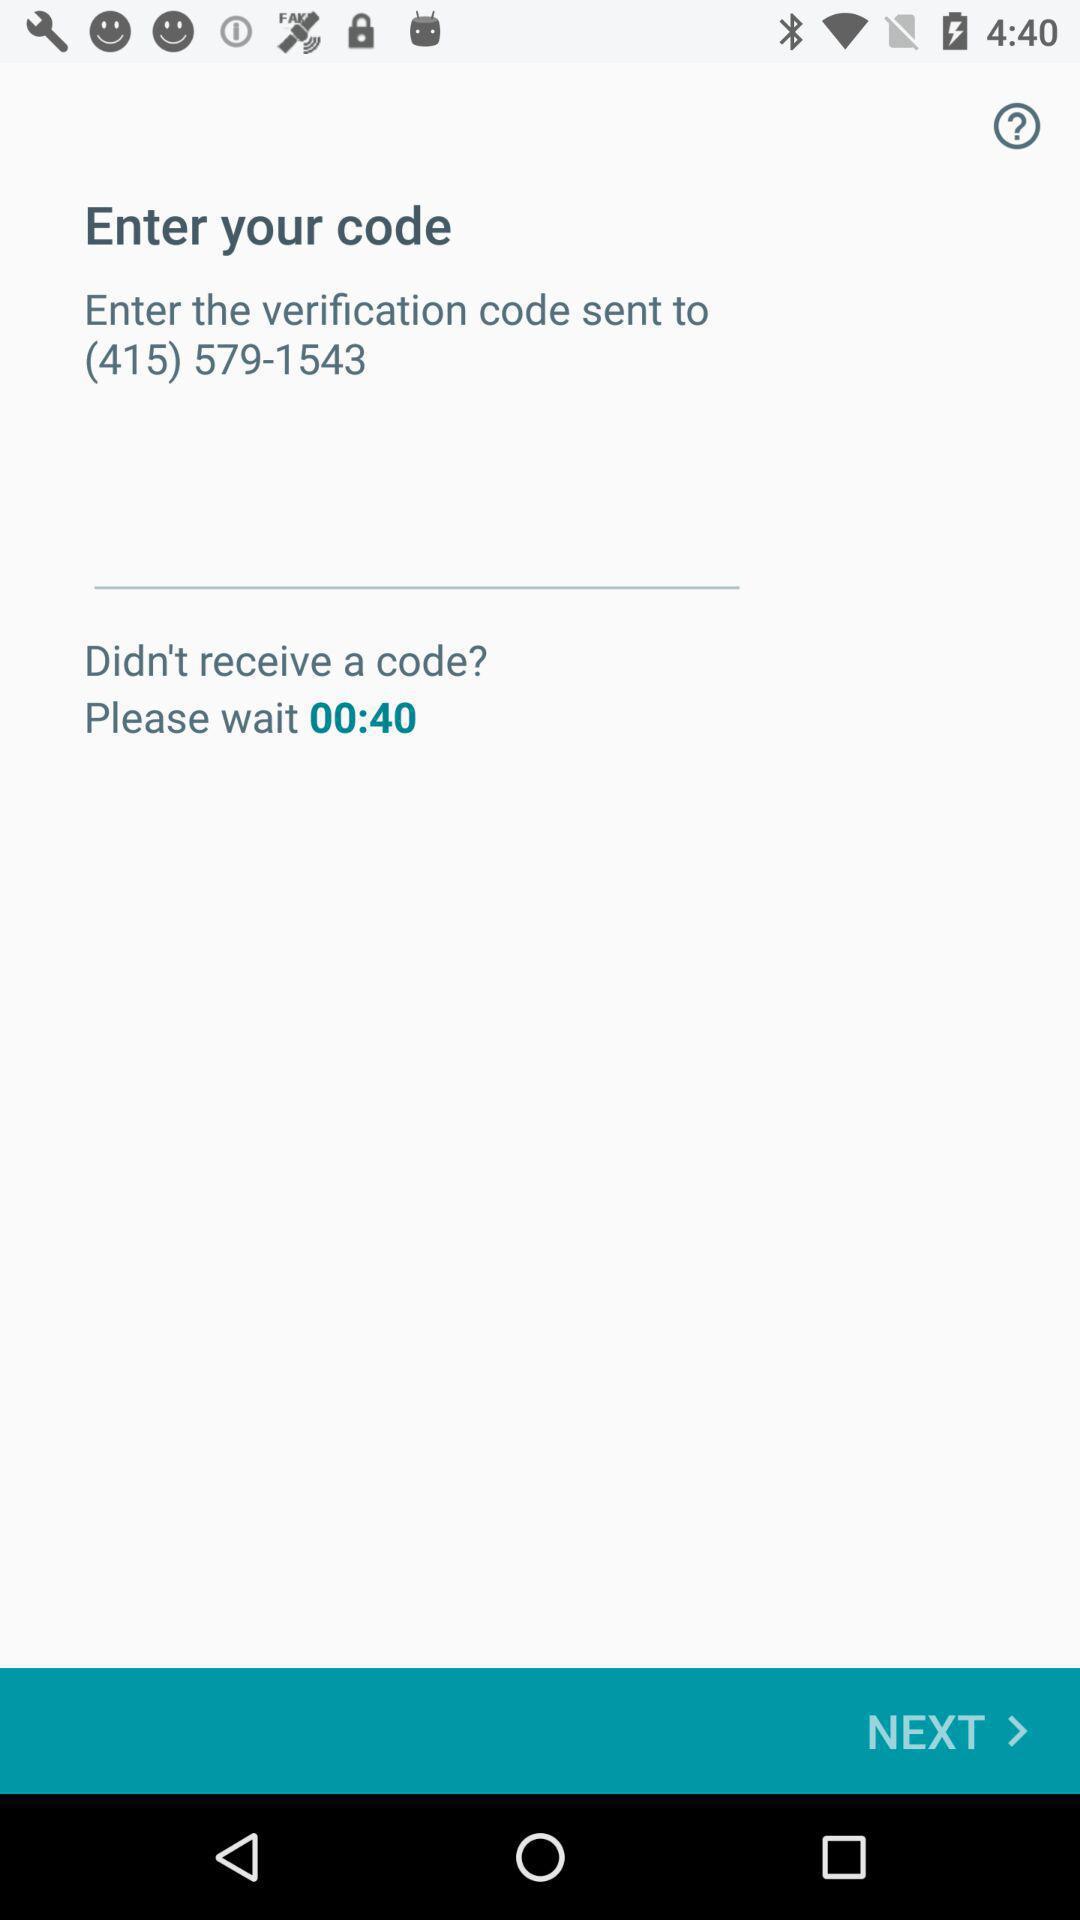 FAKE
4:40
Enter your code
Enter the verification code sent to
(415) 579-1543
Didn't receive a code?
Please wait 00:40
NEXT